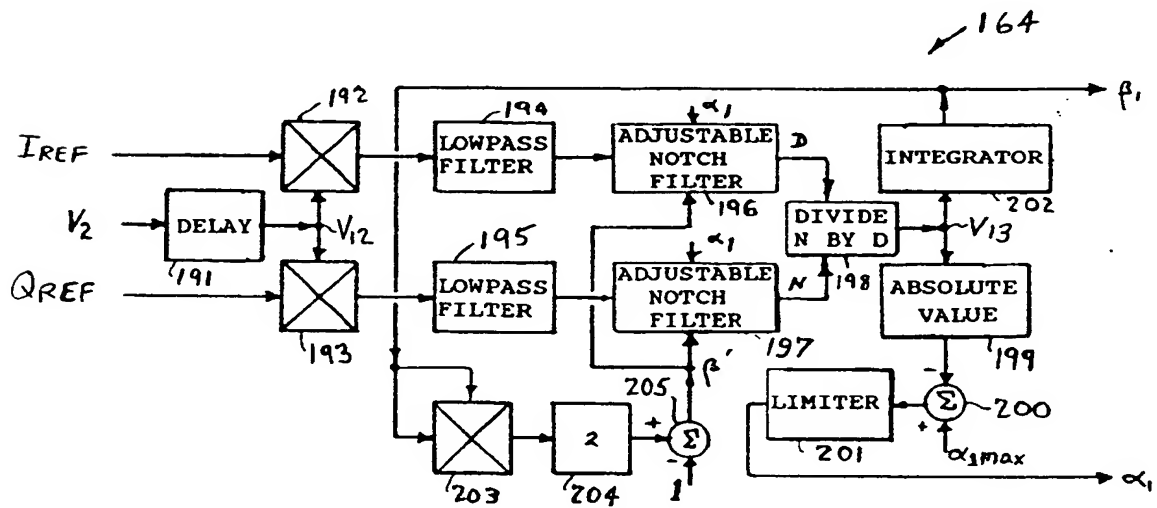 164
192
194
α1
β1
IREF
LOWPASS
FILTER
ADJUSTABLE
NOTCH
FILTER
D
INTEGRATOR
196
202
V2
DELAY
V12
DIVIDE
N BY D
V13
191
195
α1
198
QREF
LOWPASS
FILTER
ADJUSTABLE
NOTCH
FILTER
N
ABSOLUTE
VALUE
193
197
199
β'
205
2
+
Σ
-
LIMITER
-
Σ
200
+
203
204
1
201
α1max
α1